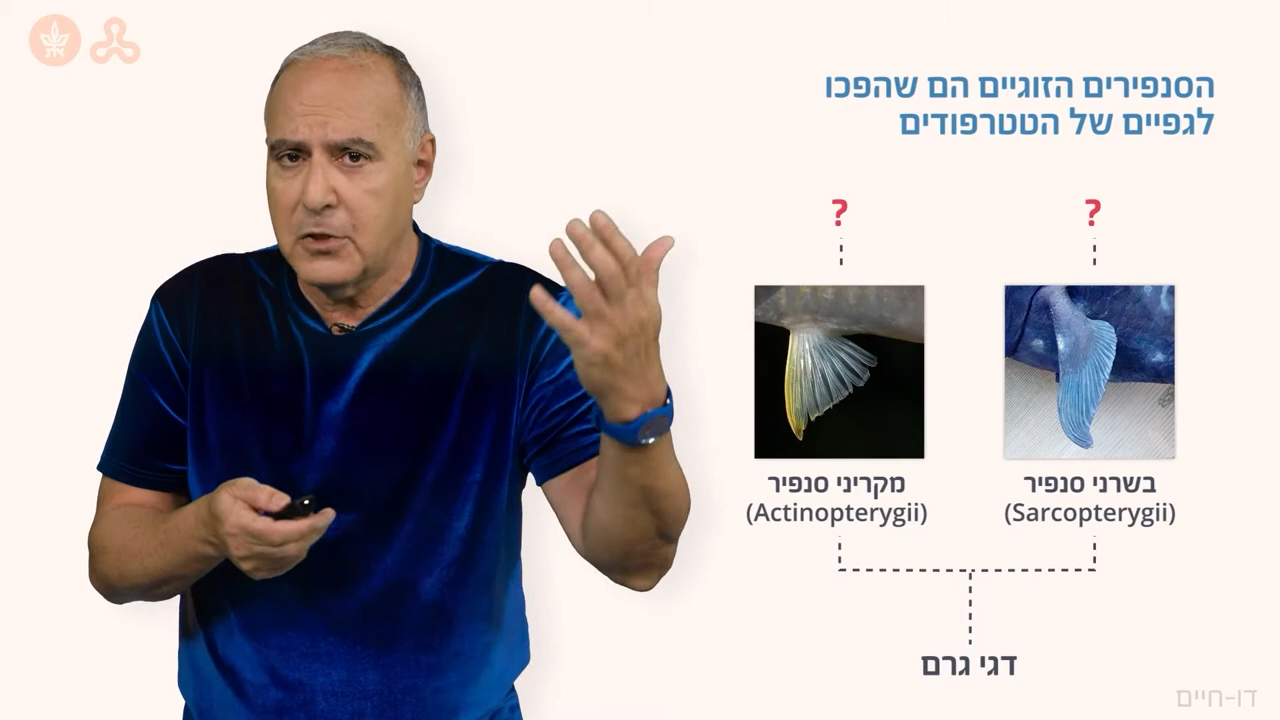 הסנפירים הזוגיים הם שהפכו
לגפיים של הטטרפודים
? ?
בשרני סנפיר
(Sarcopterygii)
מקריני סנפיר
(Actinopterygii)
דגי גרם
דו-חיים